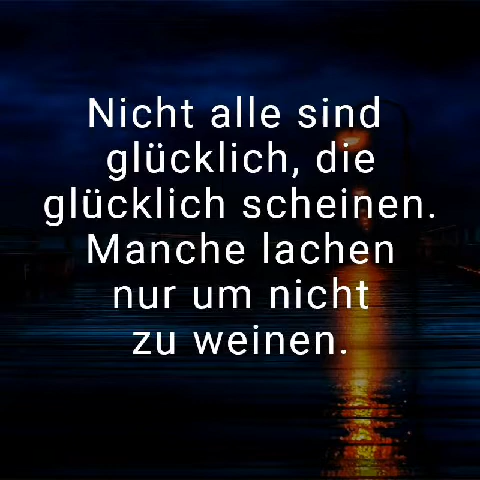 Nicht alle sind
glücklich, die
glücklich scheinen.
Manche lachen
nur um nicht
zu weinen.